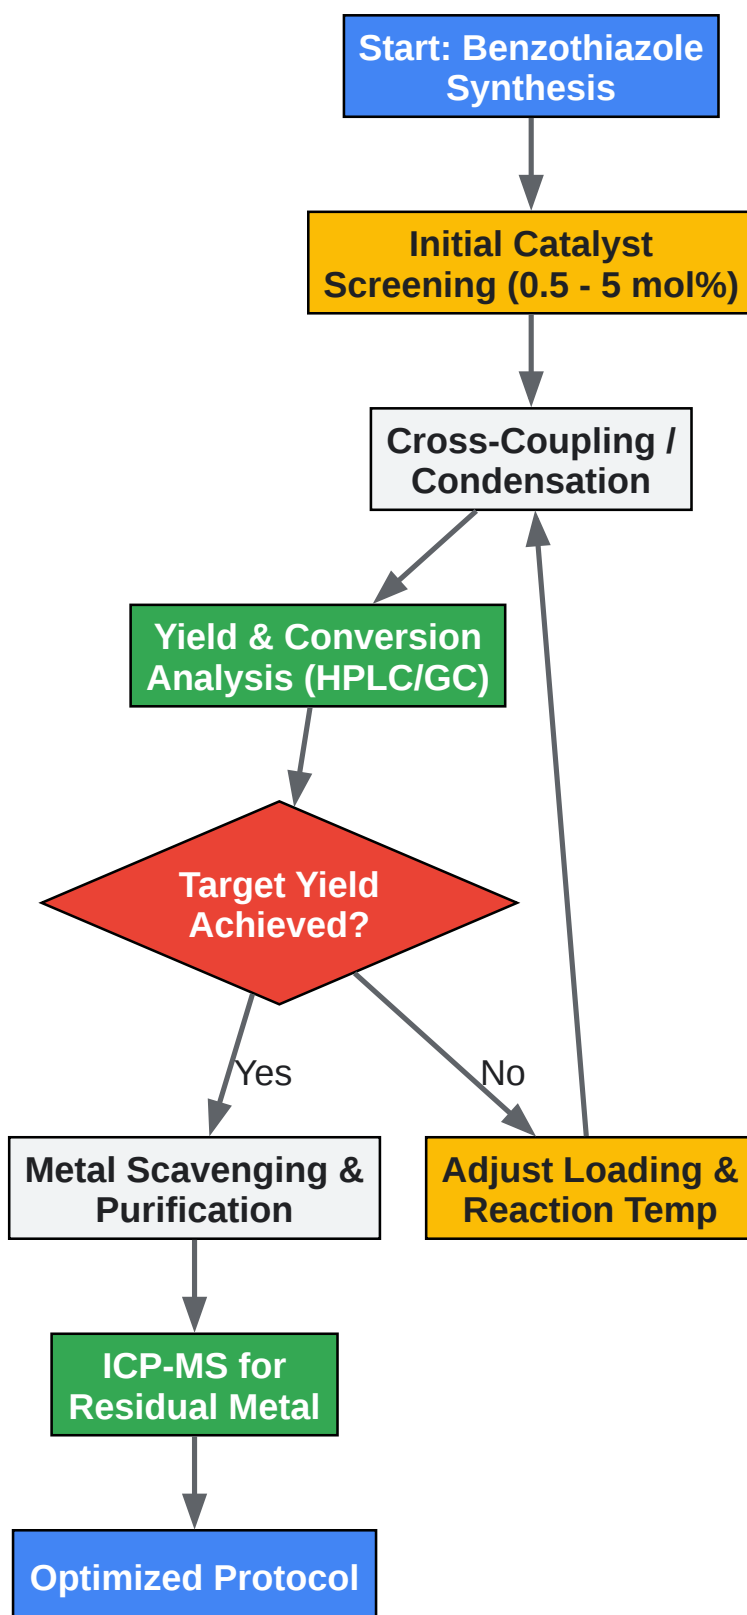 Start: Benzothiazole
Synthesis
Initial Catalyst
Screening (0.5 - 5 mol%)
Cross-Coupling /
Condensation
Yield & Conversion
Analysis (HPLC/GC)
Target Yield
Achieved?
Yes
No
Metal Scavenging &
Purification
Adjust Loading &
Reaction Temp
ICP-MS for
Residual Metal
Optimized Protocol